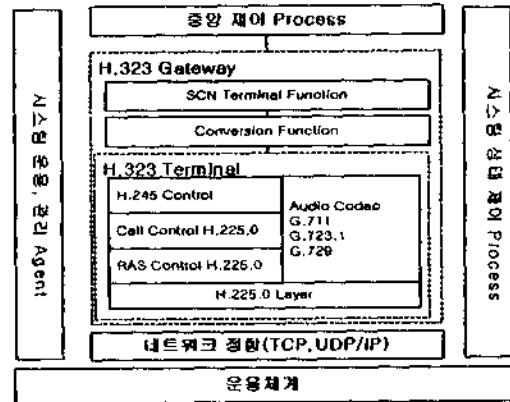 중앙 제어 Process
H.323 Gateway
SCN Terminal Function
Conversion Function
H.323 Terminal
H.245 Control
Call Control H.225.0
RAS Control H.225.0
Audio Codec
G.711
G.723.1
G.729
H.225.0 Layer
네트워크 정합(TCP,UDP/IP)
운용체계
시스템 운용, 관리 Agent
시스템 상태 제어 Process